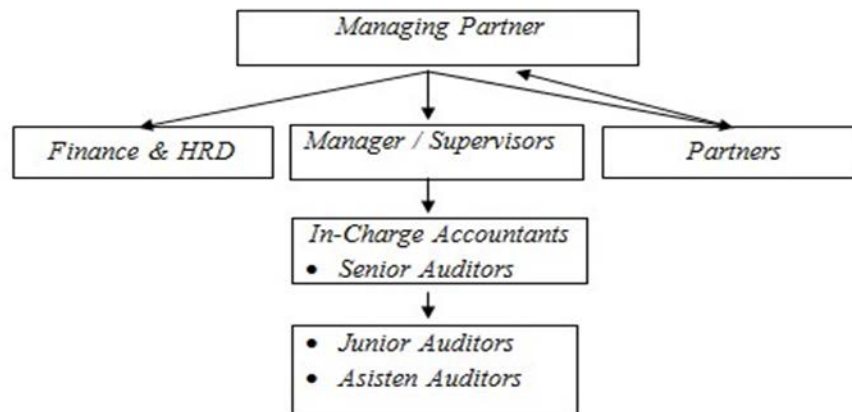 Managing Partner
Finance & HRD
Manager / Supervisors
Partners
In-Charge Accountants
• Senior Auditors
• Junior Auditors
• Asisten Auditors